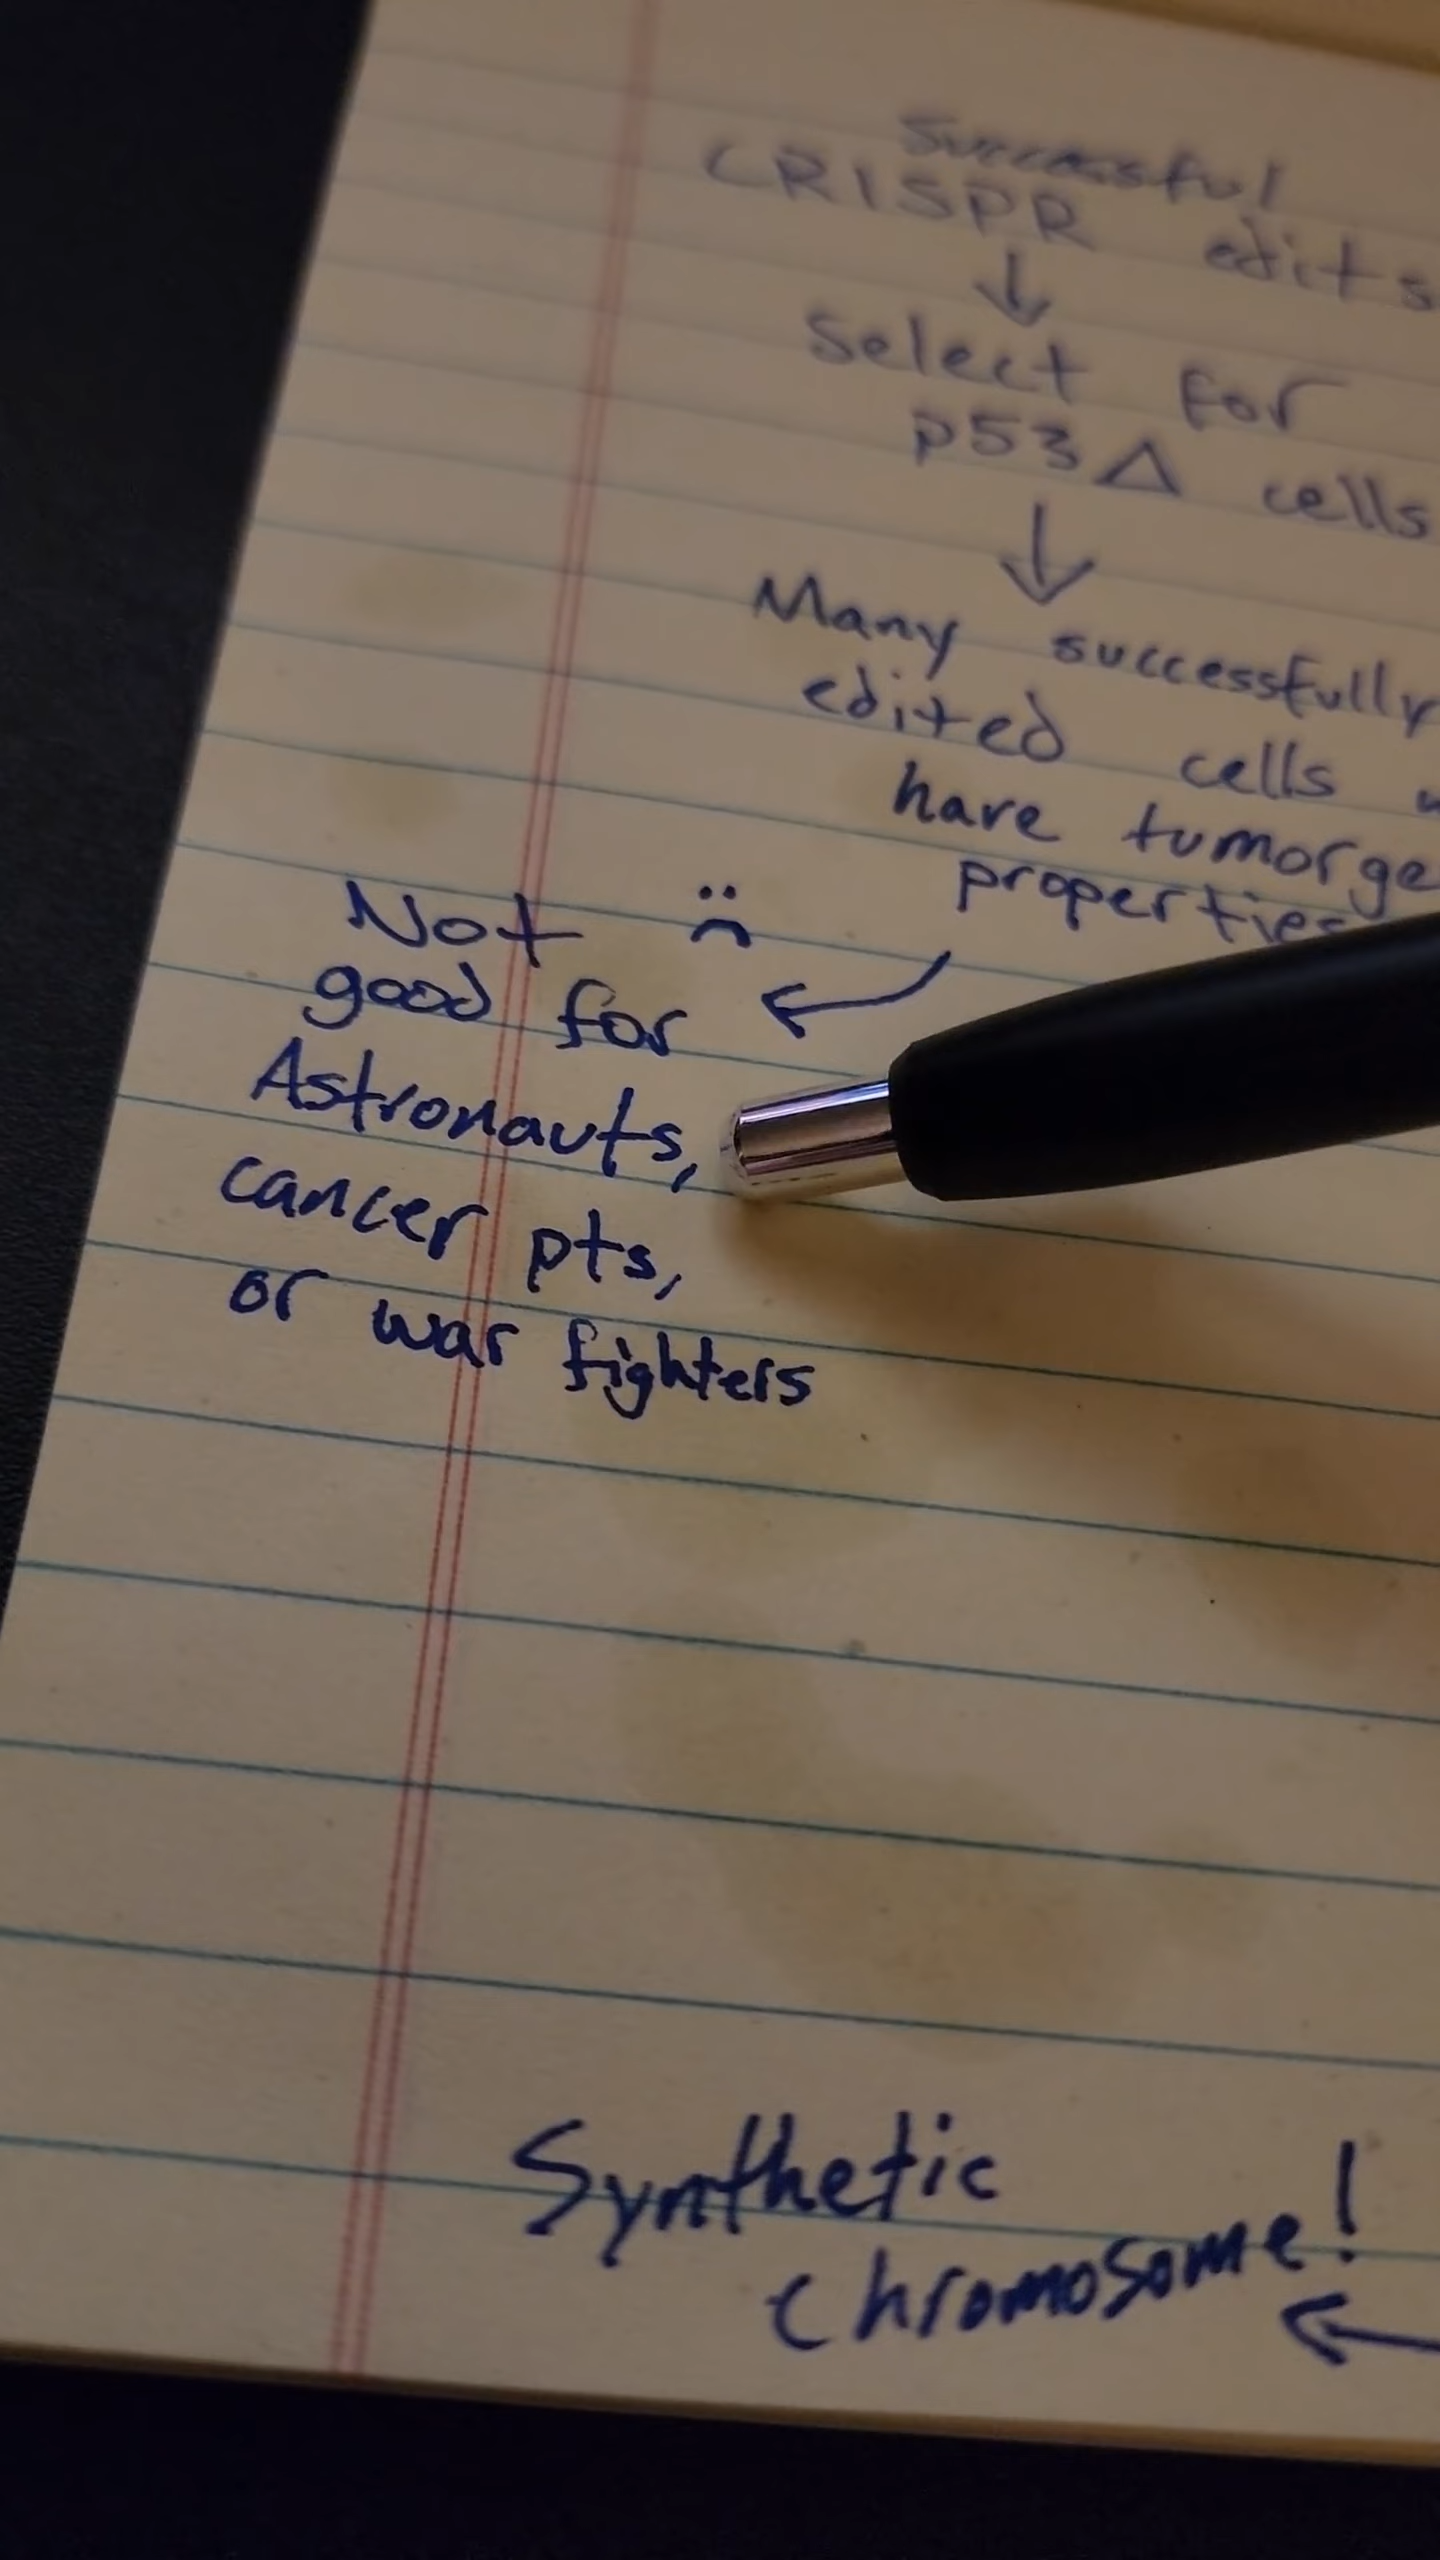 Successful
CRISPR edits
↓
Select for
p53Δ cells
↓
Many successfully
edited cells
have tumorge
properties
Not :(
good for ←
Astronauts,
cancer pts,
or war fighters
Synthetic
chromosome!
←